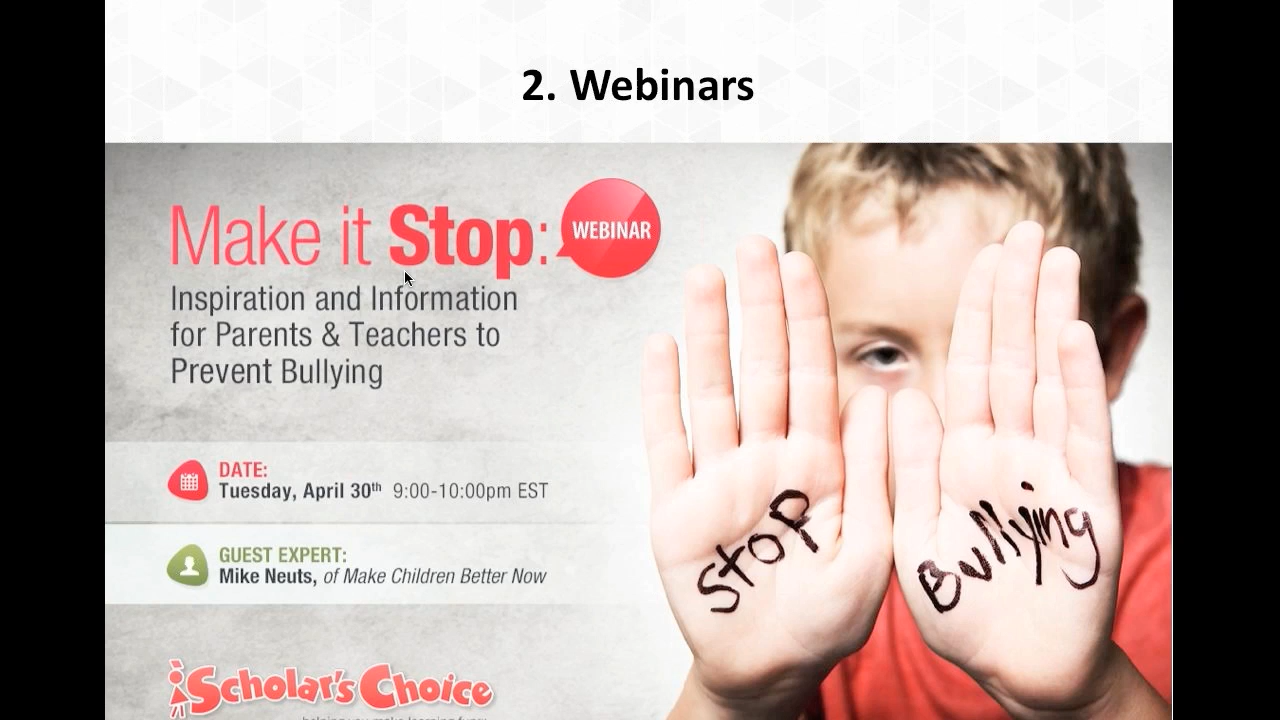 2. Webinars
Make it Stop:
WEBINAR
Inspiration and Information
for Parents & Teachers to
Prevent Bullying
DATE:
Tuesday, April 30th 9:00-10:00pm EST
GUEST EXPERT:
Mike Neuts, of Make Children Better Now
Stop Bullying
Scholar's Choice